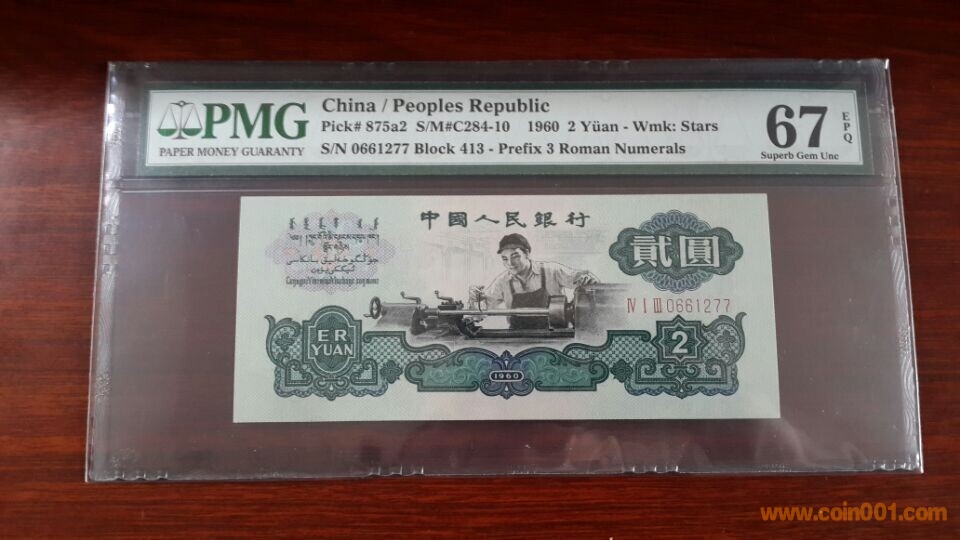 PMG
PAPER MONEY GUARANTY
China / Peoples Republic
Pick# 875a2 S/M#C284-10 1960 2 Yüan - Wmk: Stars
S/N 0661277 Block 413 - Prefix 3 Roman Numerals
67
EPQ
Superb Gem Unc
中國人民銀行
貳圓
Ⅳ Ⅰ Ⅲ 0661277
ER
YUAN
1960
2
www.coin001.com